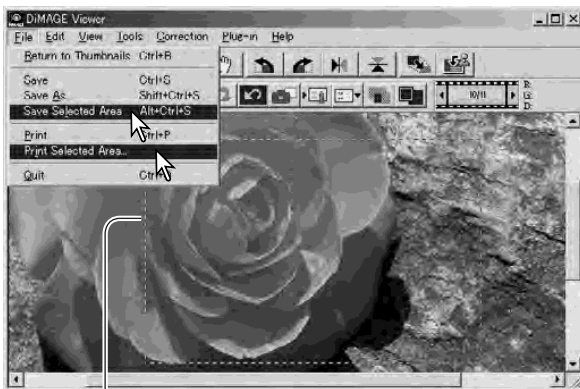 DiMAGE Viewer
File Edit View Tools Correction Plug-in Help
Return to Thumbnails Ctrl+B
Save Ctrl+S
Save As Shift+Ctrl+S
Save Selected Area Alt+Ctrl+S
Print Ctrl+P
Print Selected Area...
Quit
10/11
R:
G:
D: